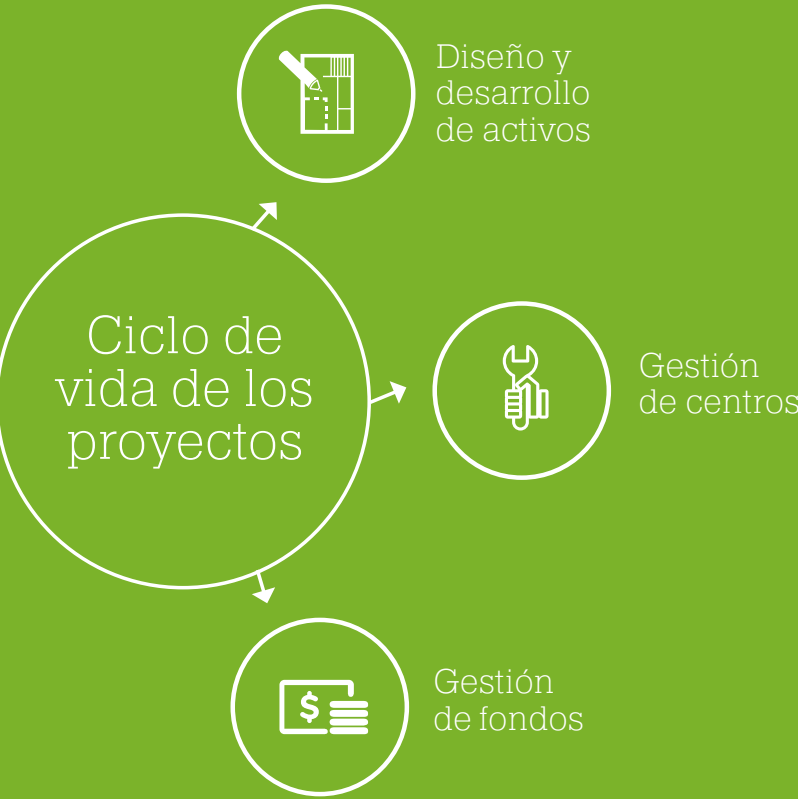 Diseño y
desarrollo
de activos
Ciclo de
vida de los
proyectos
Gestión
de centros
$
Gestión
de fondos